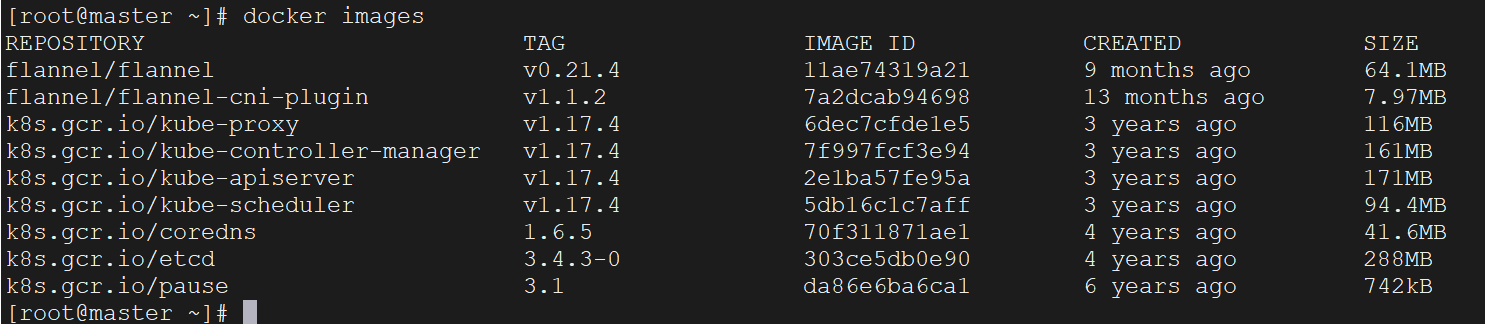 [root@master ~]# docker images
REPOSITORY TAG IMAGE ID CREATED SIZE
flannel/flannel v0.21.4 11ae74319a21 9 months ago 64.1MB
flannel/flannel-cni-plugin v1.1.2 7a2dcab94698 13 months ago 7.97MB
k8s.gcr.io/kube-proxy v1.17.4 6dec7cfde1e5 3 years ago 116MB
k8s.gcr.io/kube-controller-manager v1.17.4 7f997fcf3e94 3 years ago 161MB
k8s.gcr.io/kube-apiserver v1.17.4 2e1ba57fe95a 3 years ago 171MB
k8s.gcr.io/kube-scheduler v1.17.4 5db16c1c7aff 3 years ago 94.4MB
k8s.gcr.io/coredns 1.6.5 70f311871ae1 4 years ago 41.6MB
k8s.gcr.io/etcd 3.4.3-0 303ce5db0e90 4 years ago 288MB
k8s.gcr.io/pause 3.1 da86e6ba6ca1 6 years ago 742kB
[root@master ~]#